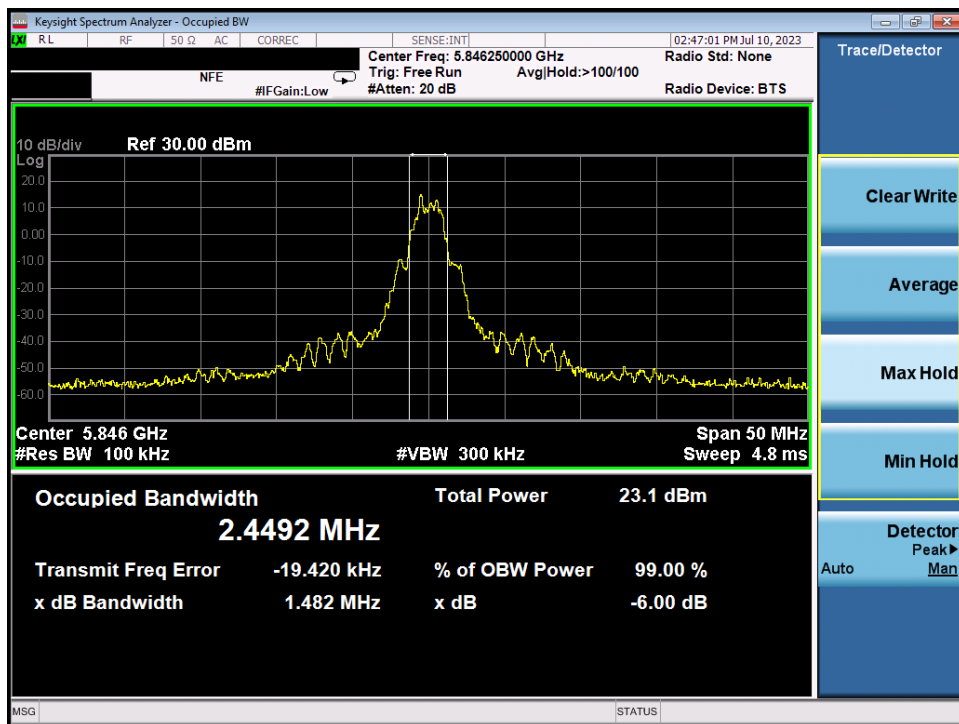 Keysight Spectrum Analyzer - Occupied BW
LXI RL RF 50 Ω AC CORREC SENSE:INT 02:47:01 PM Jul 10, 2023
Center Freq: 5.846250000 GHz Radio Std: None
NFE Trig: Free Run Avg|Hold:>100/100
#IFGain:Low #Atten: 20 dB Radio Device: BTS
10 dB/div Ref 30.00 dBm
Log
20.0
10.0
0.00
-10.0
-20.0
-30.0
-40.0
-50.0
-60.0
Center 5.846 GHz Span 50 MHz
#Res BW 100 kHz #VBW 300 kHz Sweep 4.8 ms
Occupied Bandwidth Total Power 23.1 dBm
2.4492 MHz
Transmit Freq Error -19.420 kHz % of OBW Power 99.00 %
x dB Bandwidth 1.482 MHz x dB -6.00 dB
Trace/Detector
Clear Write
Average
Max Hold
Min Hold
Detector
Peak▶
Auto Man
MSG STATUS